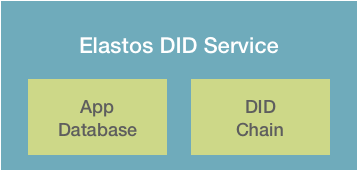 Elastos DID Service
App
Database
DID
Chain